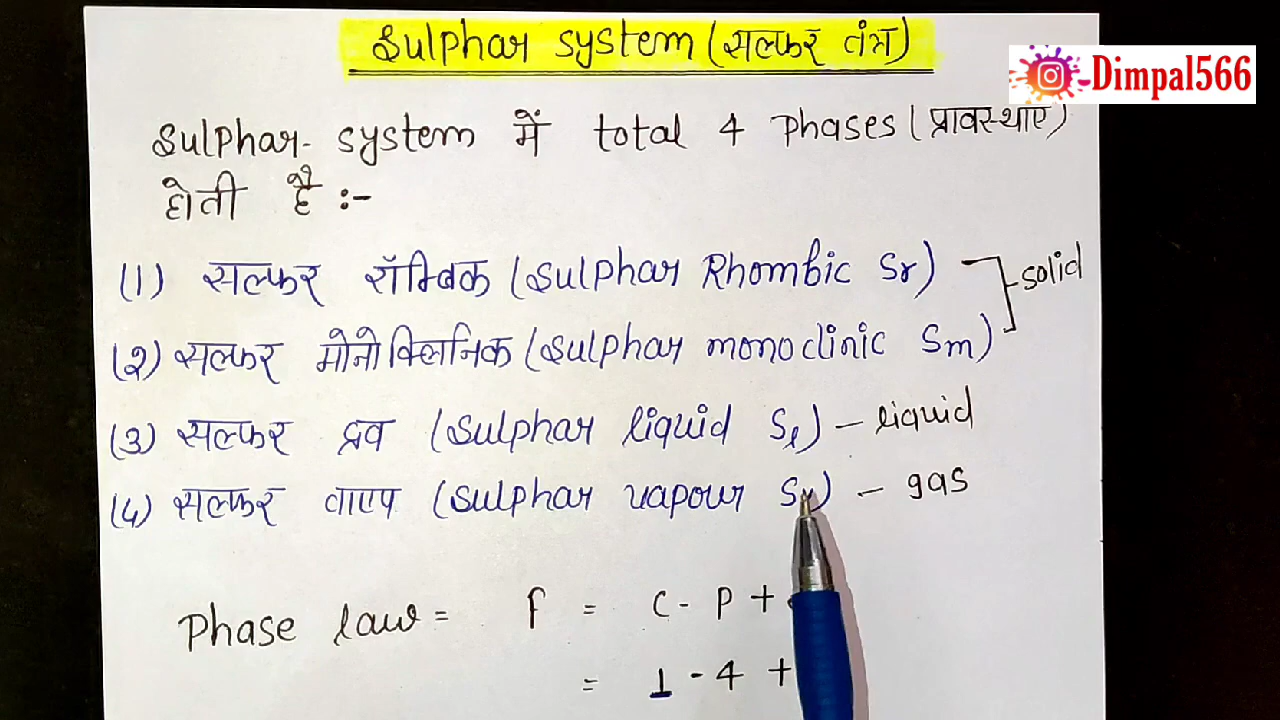 Sulphar system (सल्फर तंत्र)
Dimpal566
Sulphar system में total 4 Phases (प्रावस्थाएँ)
होती है :-
(1) सल्फर रॉम्बिक (Sulphar Rhombic Sr)
solid
(2) सल्फर मोनोक्लिनिक (Sulphar monoclinic Sm)
(3) सल्फर द्रव (Sulphar liquid Sl) - liquid
(4) सल्फर वाष्प (Sulphar vapour Sv) - gas
Phase law = F = C - P +
= 1 - 4 +